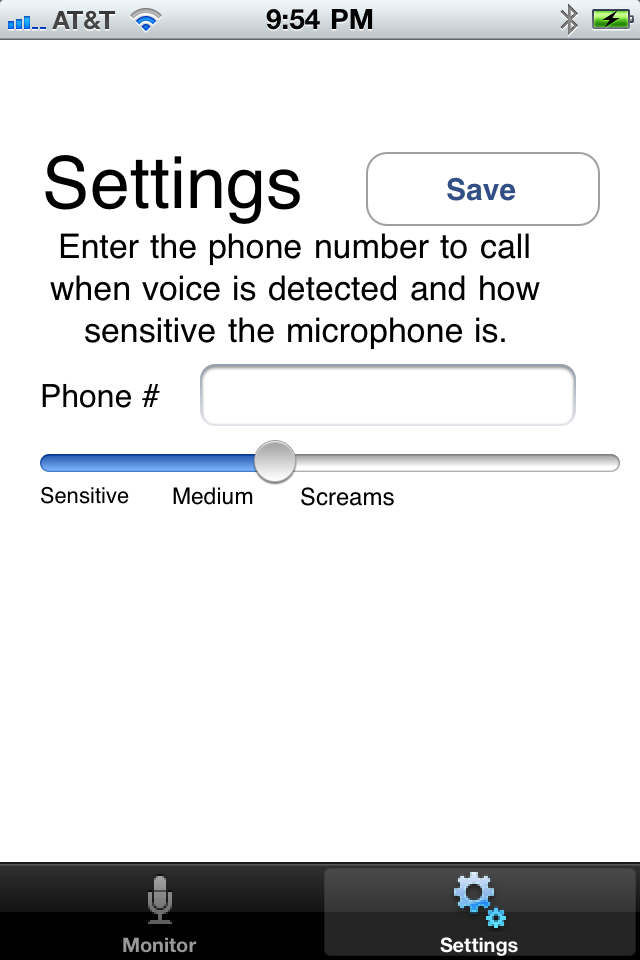 AT&T 9:54 PM
Settings Save
Enter the phone number to call
when voice is detected and how
sensitive the microphone is.
Phone #
Sensitive Medium Screams
Monitor Settings